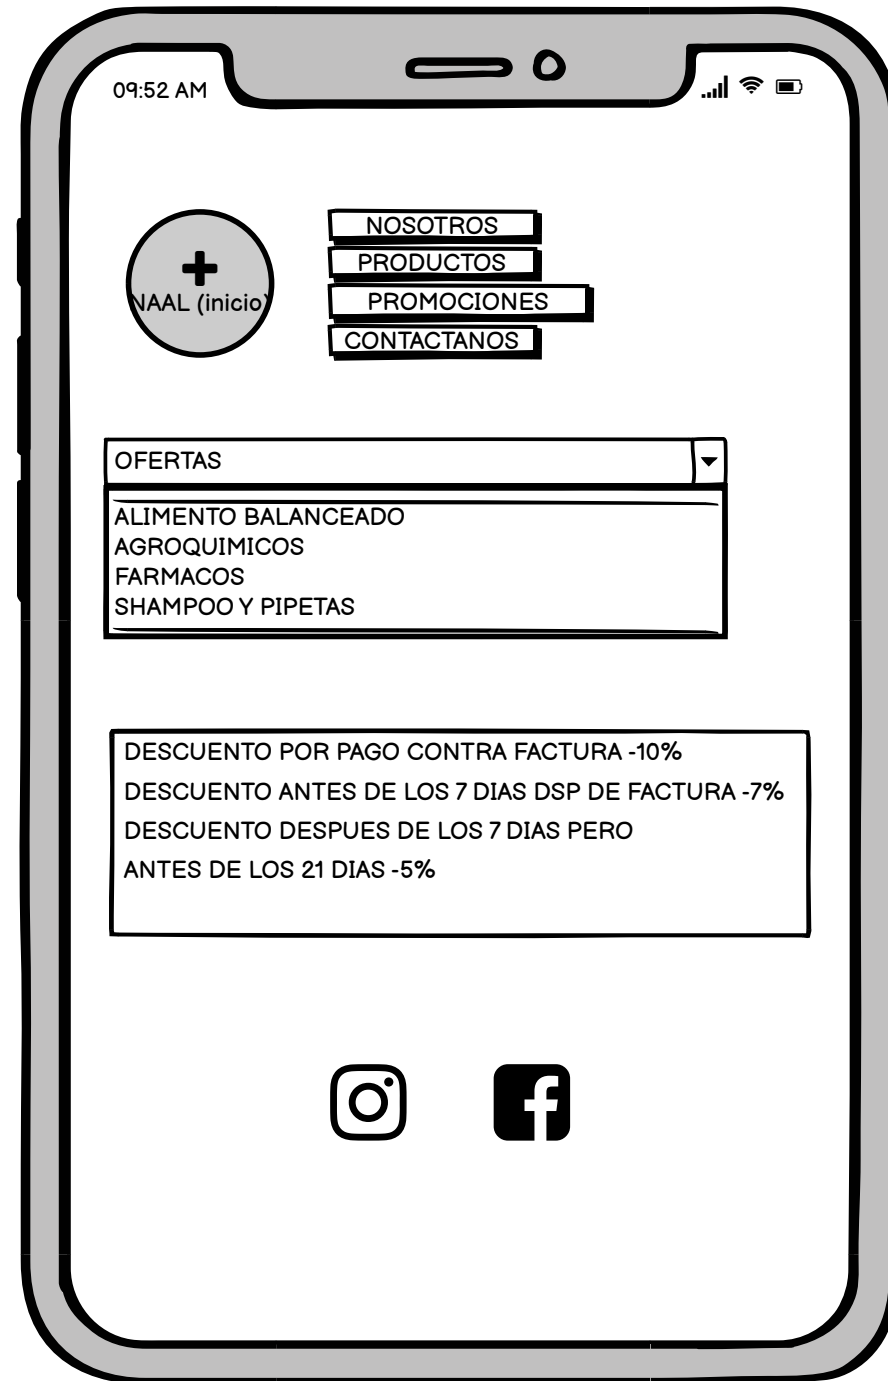 09:52 AM
NAAL (inicio)
NOSOTROS
PRODUCTOS
PROMOCIONES
CONTACTANOS
OFERTAS
ALIMENTO BALANCEADO
AGROQUIMICOS
FARMACOS
SHAMPOO Y PIPETAS
DESCUENTO POR PAGO CONTRA FACTURA -10%
DESCUENTO ANTES DE LOS 7 DIAS DSP DE FACTURA -7%
DESCUENTO DESPUES DE LOS 7 DIAS PERO
ANTES DE LOS 21 DIAS -5%